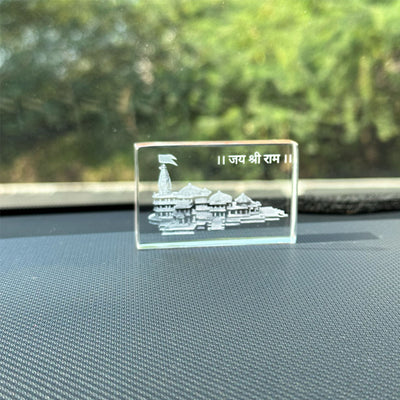 ।। जय श्री राम ।।